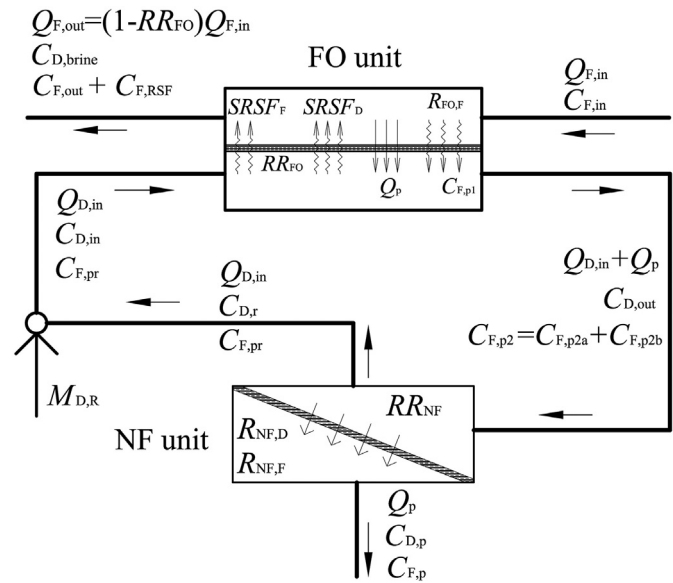 QF,out=(1-RRFO)QF,in
CD,brine
CF,out + CF,RSF
FO unit
QF,in
CF,in
SRSFF SRSFD RFO,F
RRFO Qp CF,p1
QD,in
CD,in
CF,pr
QD,in
CD,r
CF,pr
QD,in+Qp
CD,out
CF,p2=CF,p2a+CF,p2b
MD,R
NF unit
RRNF
RNF,D
RNF,F
Qp
CD,p
CF,p